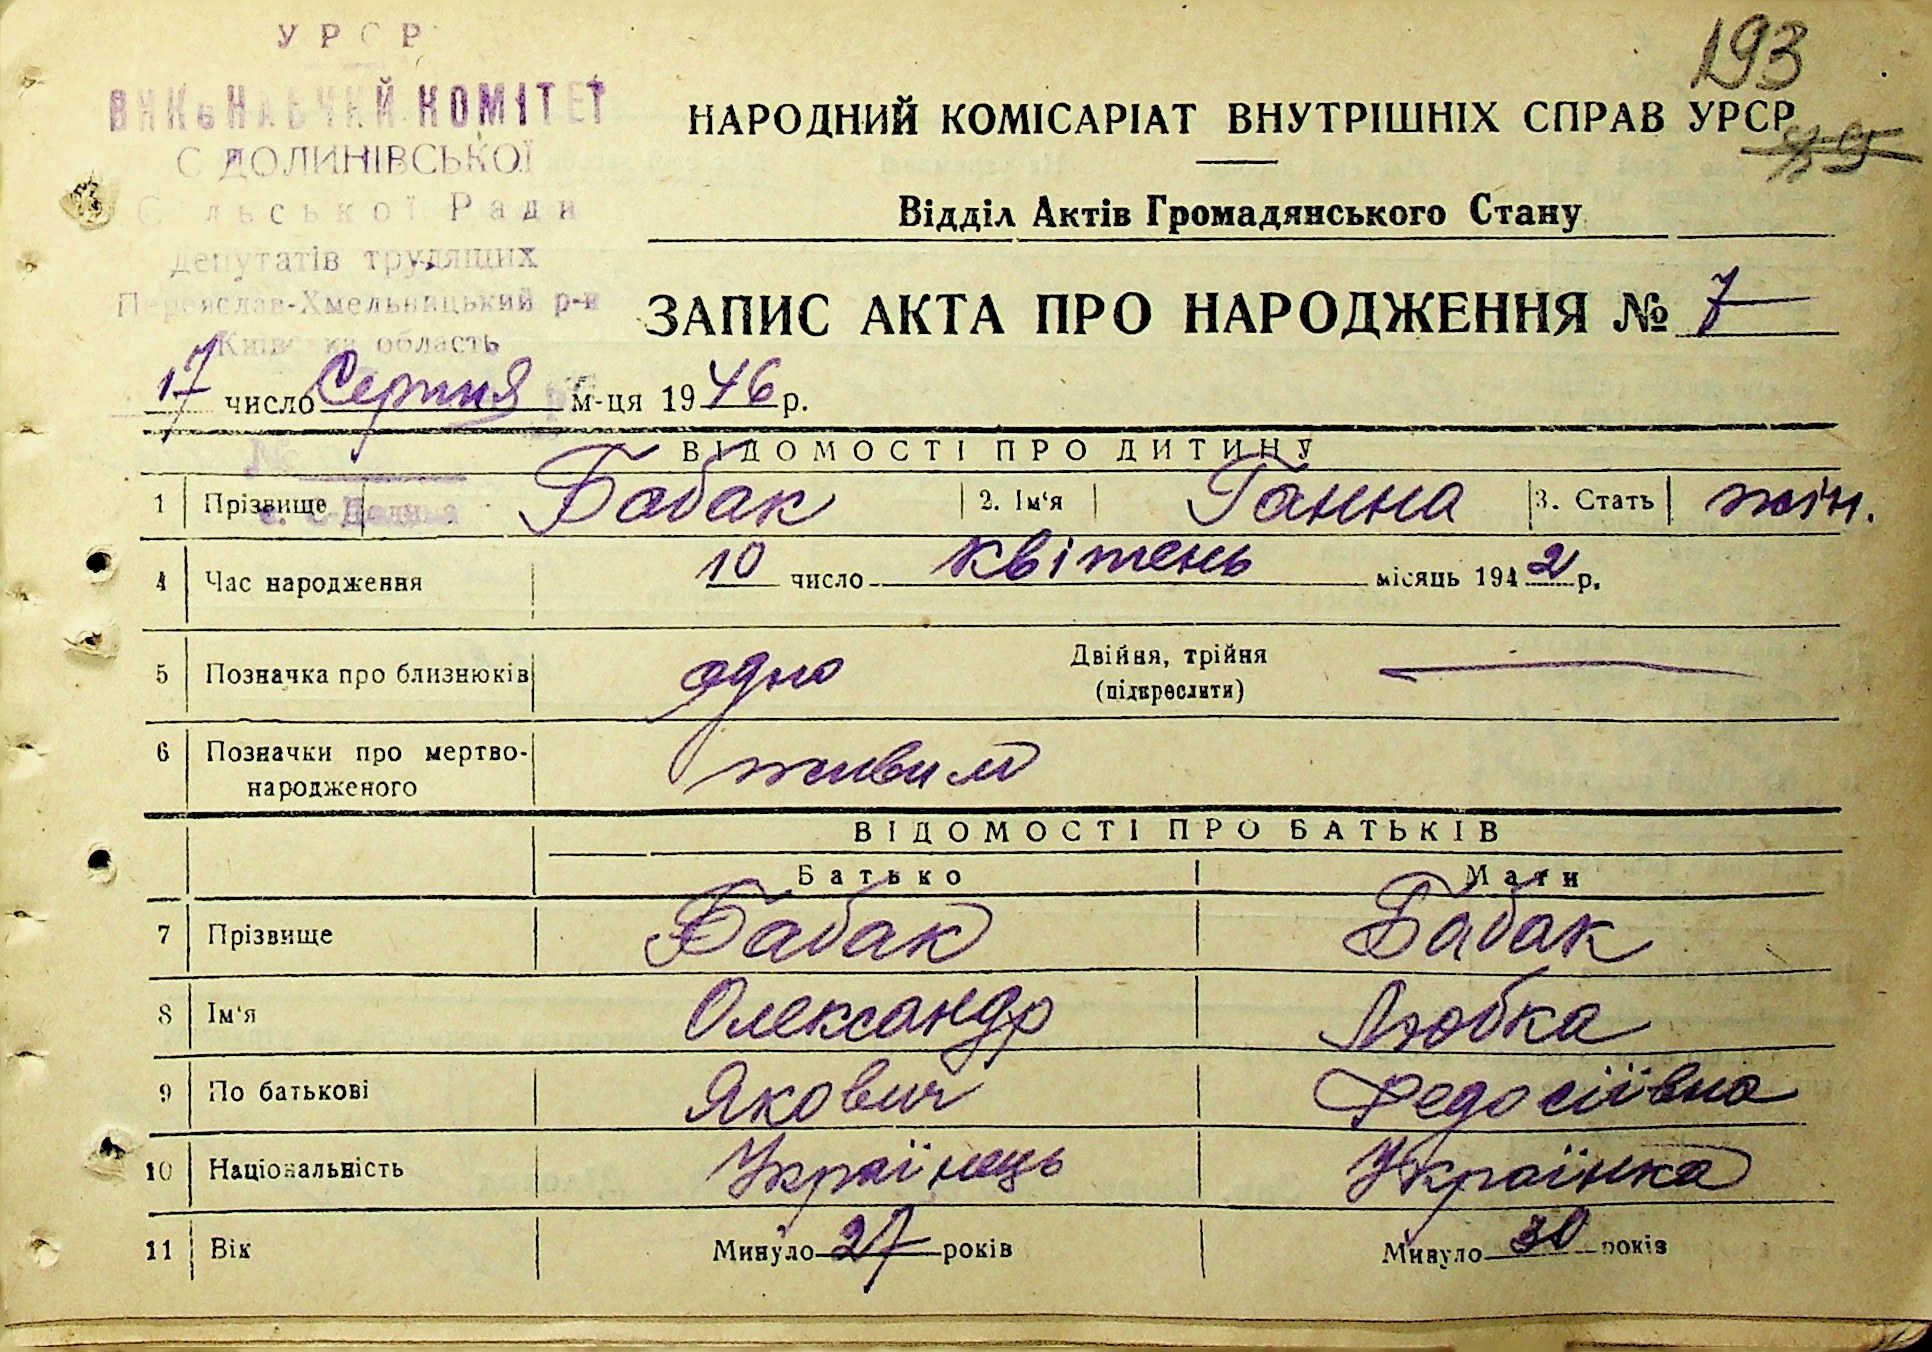 193
УРСР
ВИКОНАВЧИЙ КОМІТЕТ
С ДОЛИНІВСЬКОЇ
Сільської Ради
депутатів трудящих
Переяслав-Хмельницький р-н
Київська область
НАРОДНИЙ КОМІСАРІАТ ВНУТРІШНІХ СПРАВ УРСР
Відділ Актів Громадянського Стану
ЗАПИС АКТА ПРО НАРОДЖЕННЯ № 7
17 число Серпня м-ця 1946 р.
№
ВІДОМОСТІ ПРО ДИТИНУ
1 Прізвище Бабак 2. Ім‘я Ганна 3. Стать жін.
4 Час народження 10 число квітень місяць 1942 р.
5 Позначка про близнюків одно Двійня, трійня
(підкреслити)
6 Позначки про мертво-
народженого живим
ВІДОМОСТІ ПРО БАТЬКІВ
Батько Мати
7 Прізвище Бабак Бабак
8 Ім‘я Олександр Любка
9 По батькові Якович Федосіївна
10 Національність Українець Українка
11 Вік Минуло 27 років Минуло 30 років